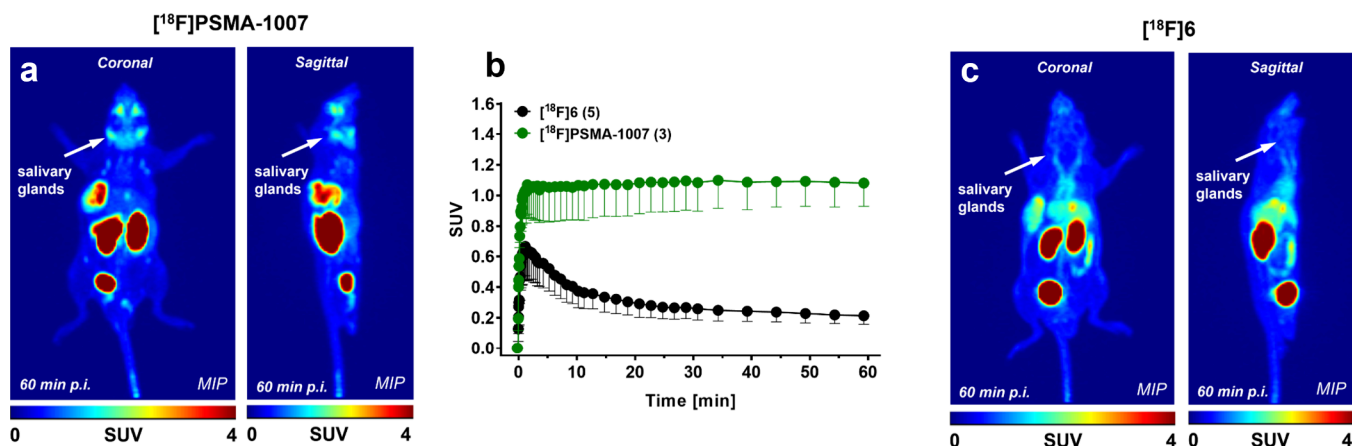 [¹⁸F]PSMA-1007
a
Coronal
salivary
glands
60 min p.i.
MIP
0 SUV 4
Sagittal
salivary
glands
60 min p.i.
MIP
0 SUV 4
b
[¹⁸F]6 (5)
[¹⁸F]PSMA-1007 (3)
SUV
1.6
1.4
1.2
1.0
0.8
0.6
0.4
0.2
0.0
0 10 20 30 40 50 60
Time [min]
[¹⁸F]6
c
Coronal
salivary
glands
60 min p.i.
MIP
0 SUV 4
Sagittal
salivary
glands
60 min p.i.
MIP
0 SUV 4